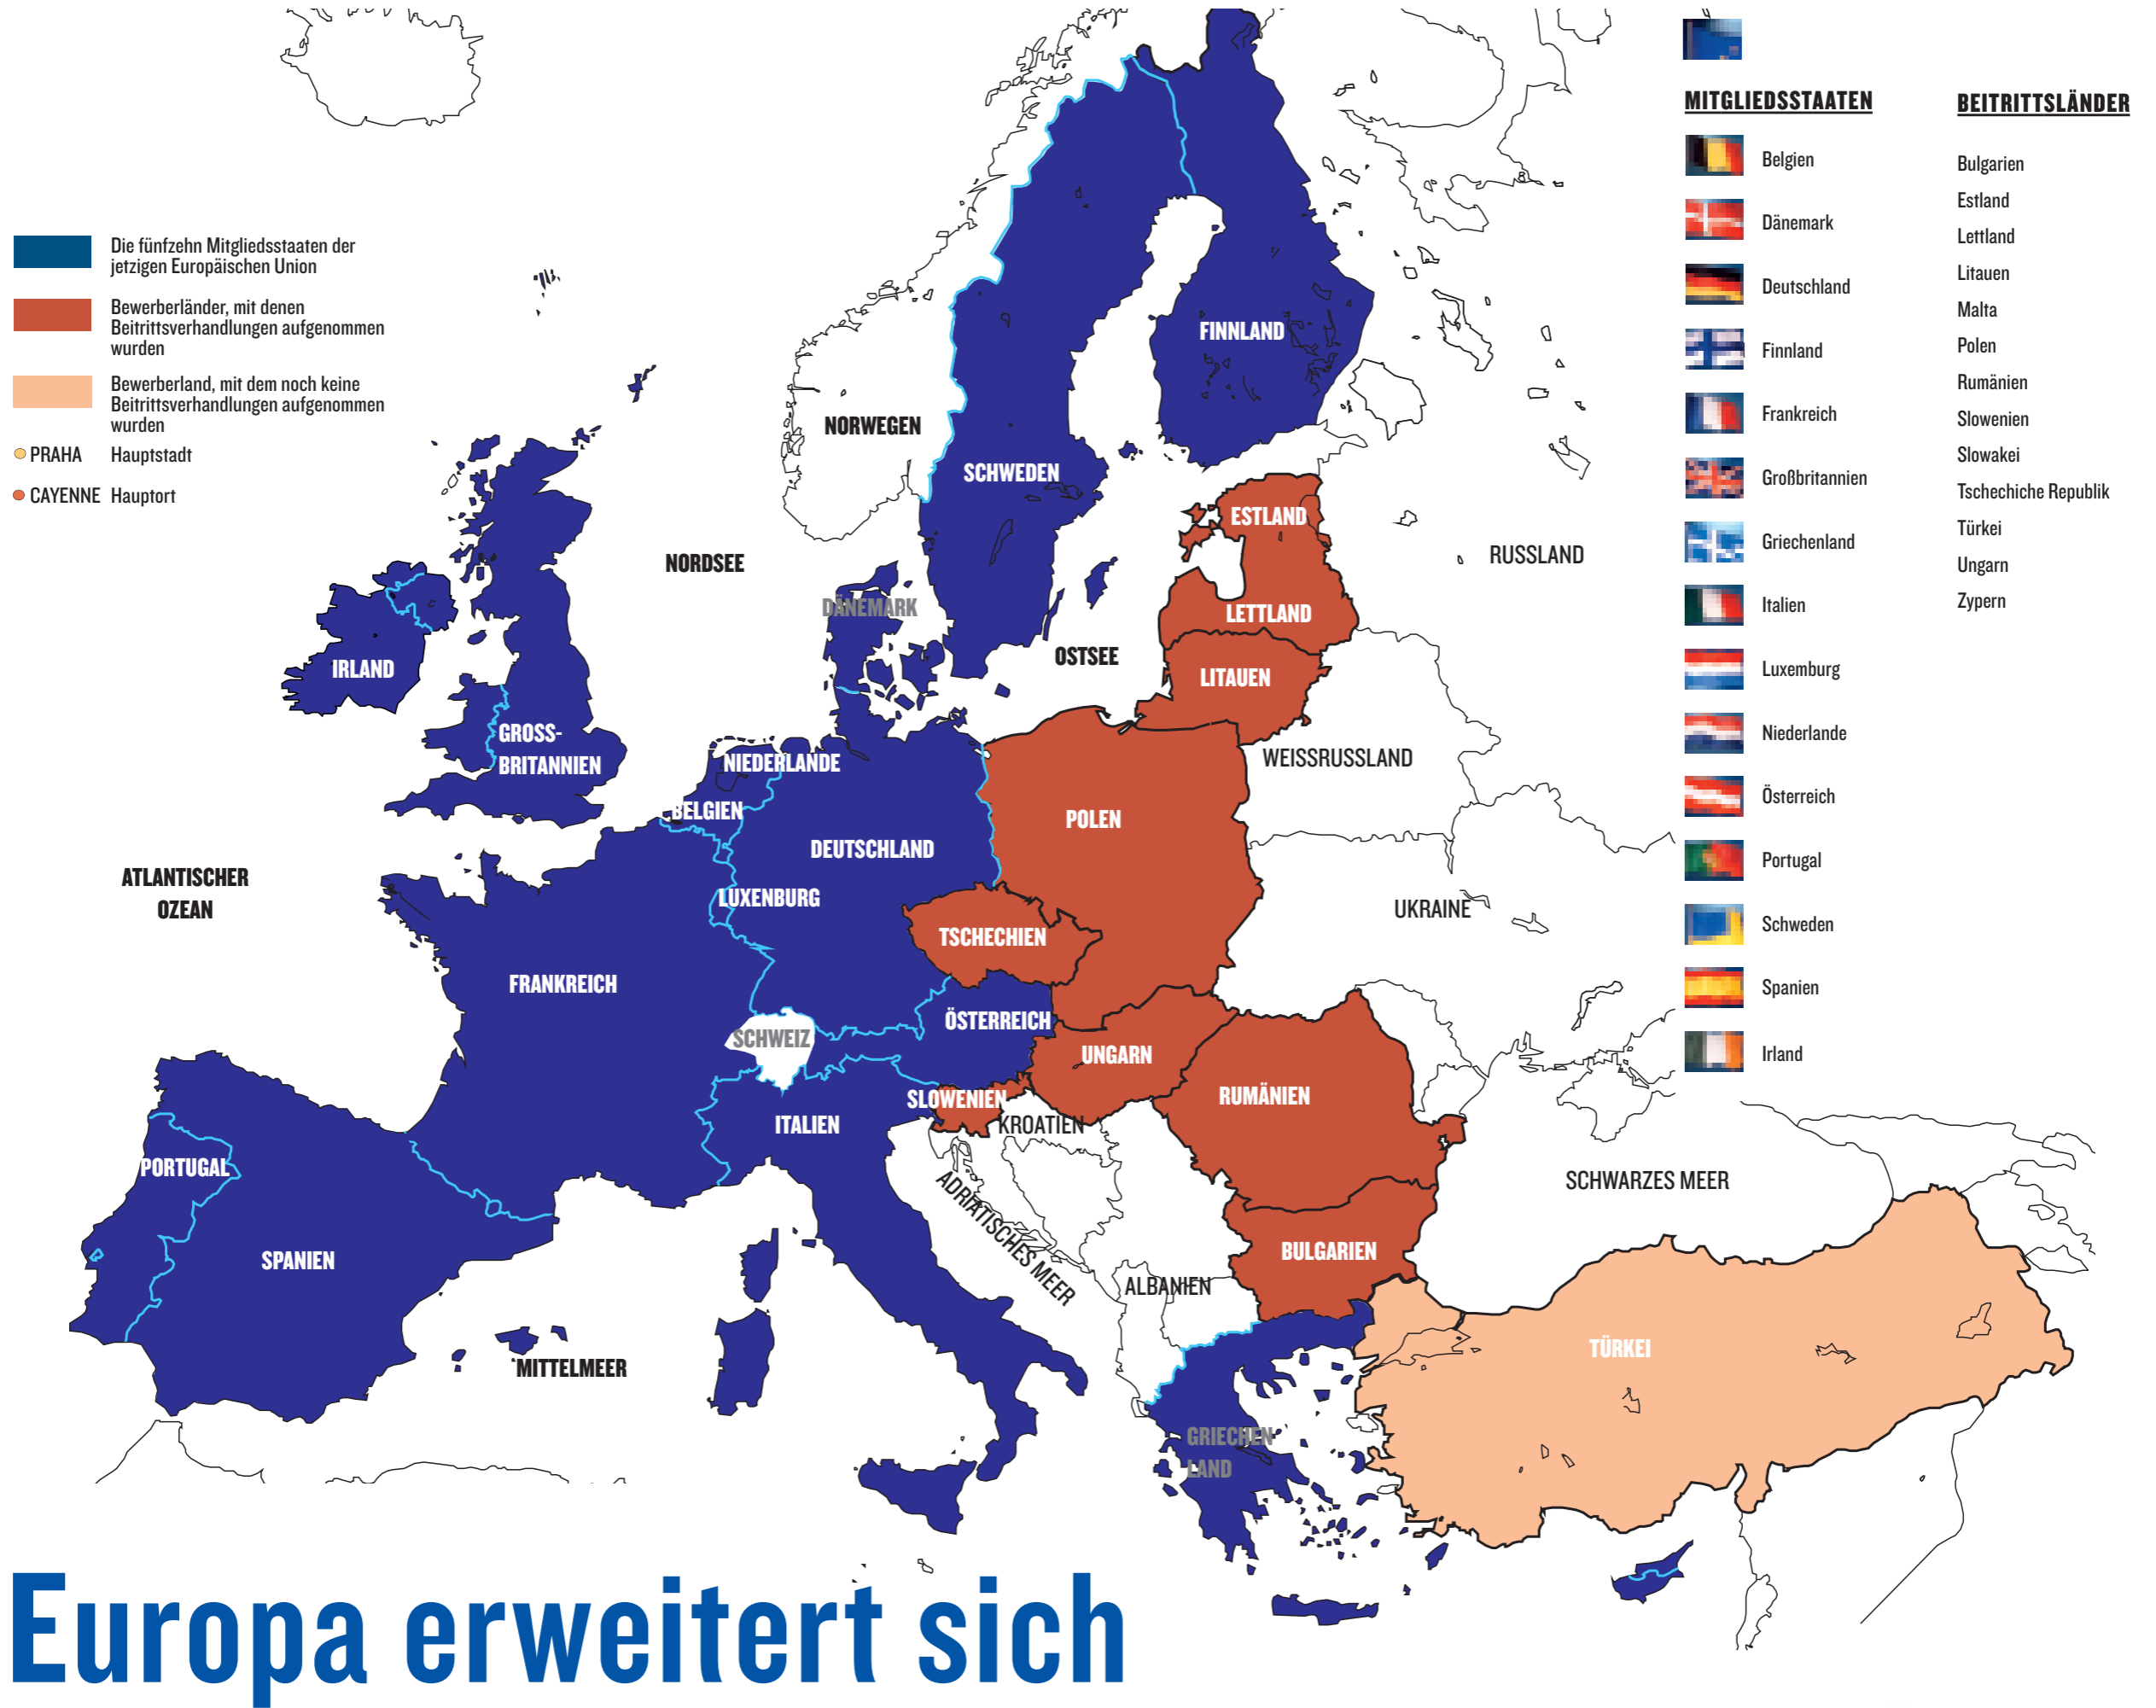 MITGLIEDSSTAATEN
Belgien
Dänemark
Deutschland
Finnland
Frankreich
Großbritannien
Griechenland
Italien
Luxemburg
Niederlande
Österreich
Portugal
Schweden
Spanien
Irland
BEITRITTSLÄNDER
Bulgarien
Estland
Lettland
Litauen
Malta
Polen
Rumänien
Slowenien
Slowakei
Tschechiche Republik
Türkei
Ungarn
Zypern
Die fünfzehn Mitgliedsstaaten der
jetzigen Europäischen Union
Bewerberländer, mit denen
Beitrittsverhandlungen aufgenommen
wurden
Bewerberland, mit dem noch keine
Beitrittsverhandlungen aufgenommen
wurden
PRAHA Hauptstadt
CAYENNE Hauptort
FINNLAND
NORWEGEN
SCHWEDEN
ESTLAND
RUSSLAND
NORDSEE
DÄNEMARK
LETTLAND
OSTSEE
IRLAND
LITAUEN
GROSS-
BRITANNIEN
WEISSRUSSLAND
NIEDERLANDE
BELGIEN
POLEN
DEUTSCHLAND
ATLANTISCHER
OZEAN
LUXENBURG
UKRAINE
TSCHECHIEN
FRANKREICH
ÖSTERREICH
SCHWEIZ
UNGARN
SLOWENIEN
RUMÄNIEN
KROATIEN
ITALIEN
PORTUGAL
SCHWARZES MEER
ADRIATISCHES MEER
SPANIEN
BULGARIEN
ALBANIEN
TÜRKEI
MITTELMEER
GRIECHEN
LAND
Europa erweitert sich